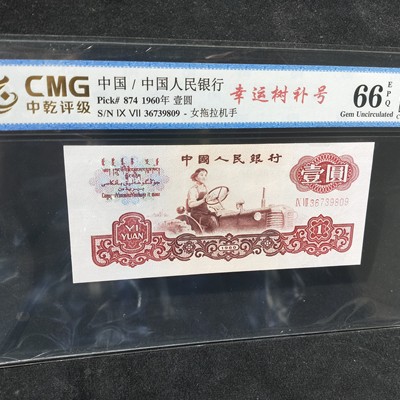 CMG
中乾评级
中国 / 中国人民银行
Pick# 874 1960年 壹圆
S/N IX VII 36739809 - 女拖拉机手
幸运树补号
66 EPQ
Gem Uncirculated
中國人民銀行
壹圓
IX VII 36739809
YI YUAN
1960
1